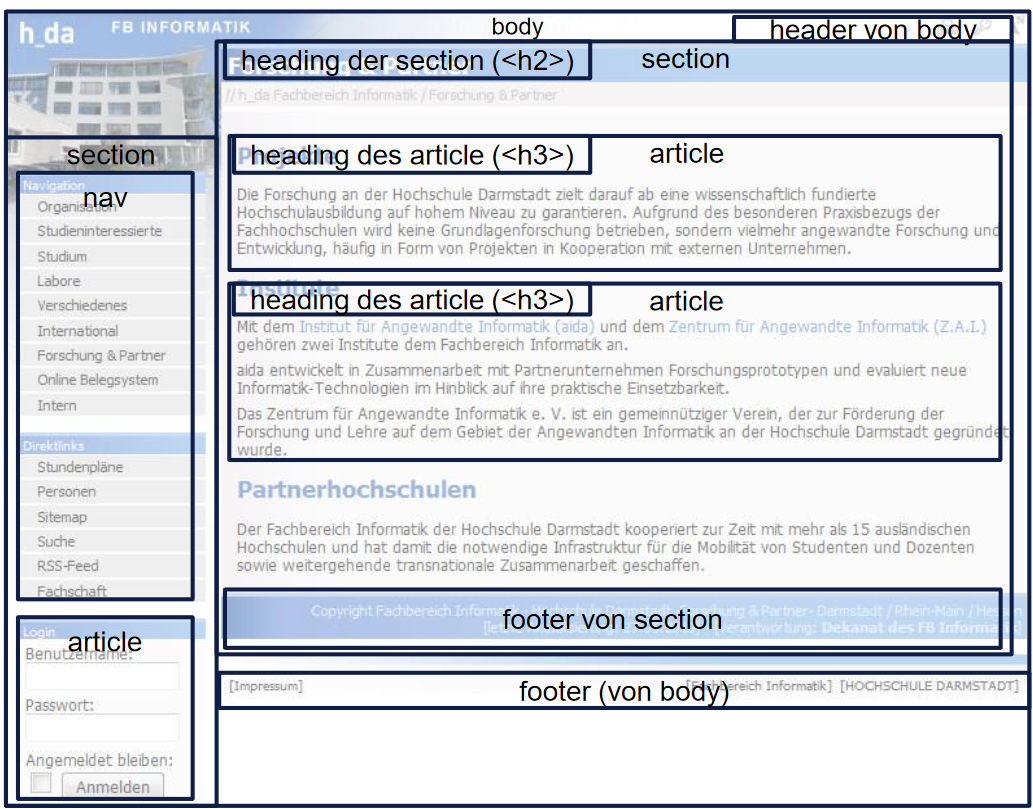 h_da
FB INFORMATIK
body
header von body
heading der section (<h2>)
section
Forschung & Partner
// h_da Fachbereich Informatik / Forschung & Partner
section
nav
Navigation
Organisation
Studieninteressierte
Studium
Labore
Verschiedenes
International
Forschung & Partner
Online Belegsystem
Intern
Direktlinks
Stundenpläne
Personen
Sitemap
Suche
RSS-Feed
Fachschaft
article
Login
Benutzername:
Passwort:
Angemeldet bleiben:
Anmelden
heading des article (<h3>)
article
Projekte
Die Forschung an der Hochschule Darmstadt zielt darauf ab eine wissenschaftlich fundierte
Hochschulausbildung auf hohem Niveau zu garantieren. Aufgrund des besonderen Praxisbezugs der
Fachhochschulen wird keine Grundlagenforschung betrieben, sondern vielmehr angewandte Forschung und
Entwicklung, häufig in Form von Projekten in Kooperation mit externen Unternehmen.
Institute
heading des article (<h3>)
article
Mit dem Institut für Angewandte Informatik (aida) und dem Zentrum für Angewandte Informatik (Z.A.I.)
gehören zwei Institute dem Fachbereich Informatik an.
aida entwickelt in Zusammenarbeit mit Partnerunternehmen Forschungsprototypen und evaluiert neue
Informatik-Technologien im Hinblick auf ihre praktische Einsetzbarkeit.
Das Zentrum für Angewandte Informatik e. V. ist ein gemeinnütziger Verein, der zur Förderung der
Forschung und Lehre auf dem Gebiet der Angewandten Informatik an der Hochschule Darmstadt gegründet
wurde.
Partnerhochschulen
Der Fachbereich Informatik der Hochschule Darmstadt kooperiert zur Zeit mit mehr als 15 ausländischen
Hochschulen und hat damit die notwendige Infrastruktur für die Mobilität von Studenten und Dozenten
sowie weitergehende transnationale Zusammenarbeit geschaffen.
Copyright Fachbereich Informatik - Hochschule Darmstadt - Forschung & Partner- Darmstadt / Rhein-Main / Hessen
footer von section
Verantwortung: Dekanat des FB Informatik]
[Impressum]
footer (von body)
[Fachbereich Informatik]
[HOCHSCHULE DARMSTADT]